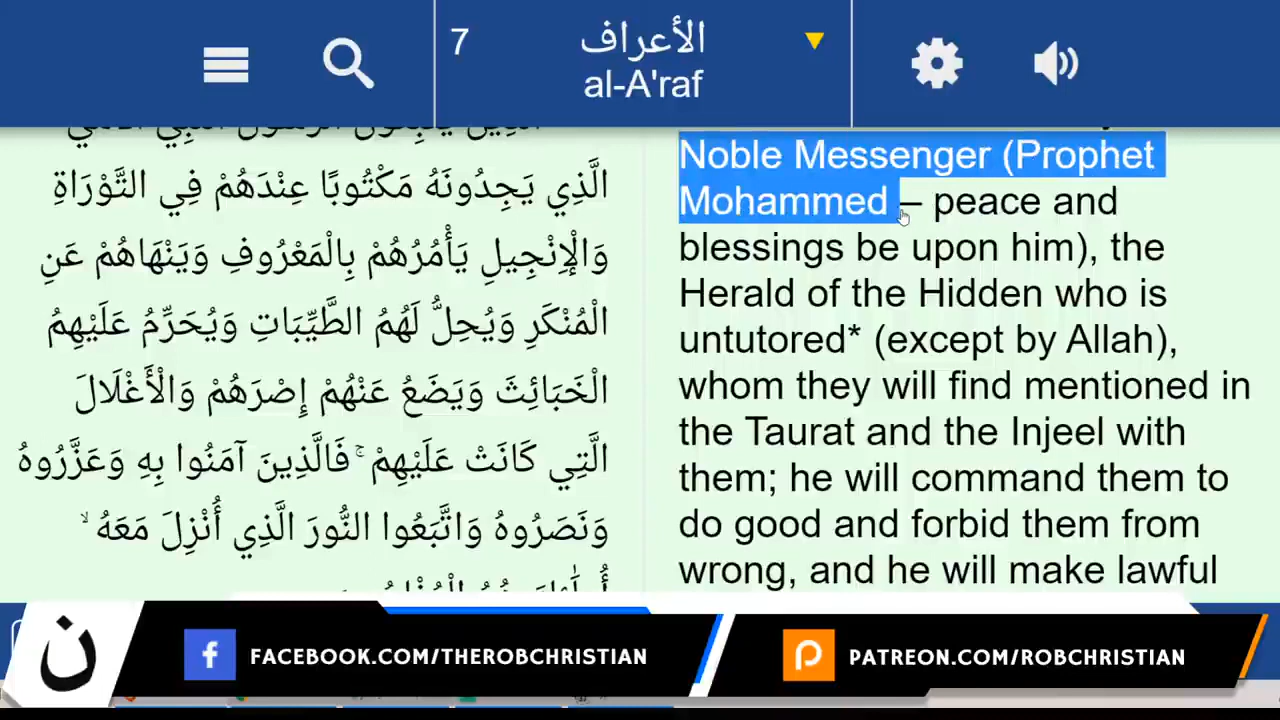 7
الأعراف
al-A'raf
الَّذِي يَجِدُونَهُ مَكْتُوبًا عِنْدَهُمْ فِي التَّوْرَاةِ
وَالْإِنْجِيلِ يَأْمُرُهُمْ بِالْمَعْرُوفِ وَيَنْهَاهُمْ عَنِ
الْمُنْكَرِ وَيُحِلُّ لَهُمُ الطَّيِّبَاتِ وَيُحَرِّمُ عَلَيْهِمُ
الْخَبَائِثَ وَيَضَعُ عَنْهُمْ إِصْرَهُمْ وَالْأَغْلَالَ
الَّتِي كَانَتْ عَلَيْهِمْ ۚ فَالَّذِينَ آمَنُوا بِهِ وَعَزَّرُوهُ
وَنَصَرُوهُ وَاتَّبَعُوا النُّورَ الَّذِي أُنْزِلَ مَعَهُ ۙ
Noble Messenger (Prophet
Mohammed – peace and
blessings be upon him), the
Herald of the Hidden who is
untutored* (except by Allah),
whom they will find mentioned in
the Taurat and the Injeel with
them; he will command them to
do good and forbid them from
wrong, and he will make lawful
ن
FACEBOOK.COM/THEROBCHRISTIAN
PATREON.COM/ROBCHRISTIAN